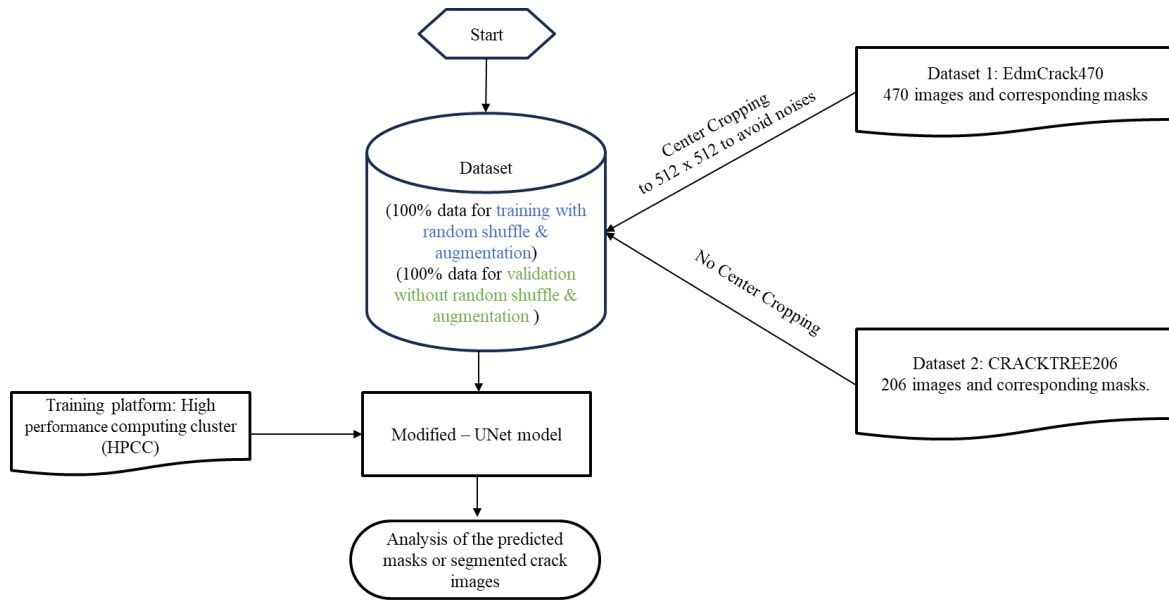 Start
Dataset 1: EdmCrack470
470 images and corresponding masks
Center Cropping
to 512 x 512 to avoid noises
Dataset
(100% data for training with
random shuffle &
augmentation)
(100% data for validation
without random shuffle &
augmentation )
No Center Cropping
Dataset 2: CRACKTREE206
206 images and corresponding masks.
Training platform: High
performance computing cluster
(HPCC)
Modified – UNet model
Analysis of the predicted
masks or segmented crack
images